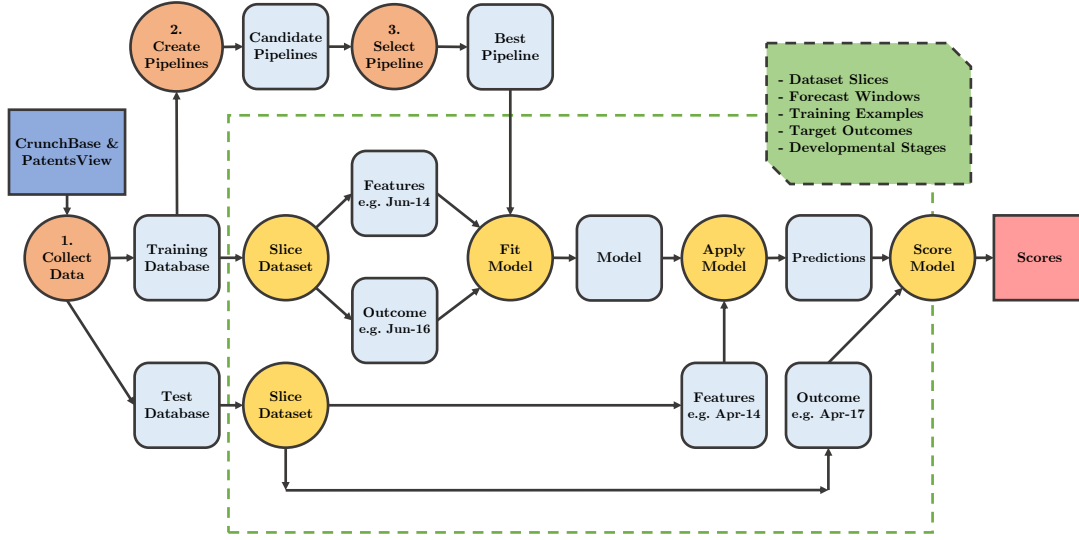 2.
Create
Pipelines
Candidate
Pipelines
3.
Select
Pipeline
Best
Pipeline
- Dataset Slices
- Forecast Windows
- Training Examples
- Target Outcomes
- Developmental Stages
CrunchBase &
PatentsView
1.
Collect
Data
Training
Database
Slice
Dataset
Features
e.g. Jun-14
Outcome
e.g. Jun-16
Fit
Model
Model
Apply
Model
Predictions
Score
Model
Scores
Test
Database
Slice
Dataset
Features
e.g. Apr-14
Outcome
e.g. Apr-17